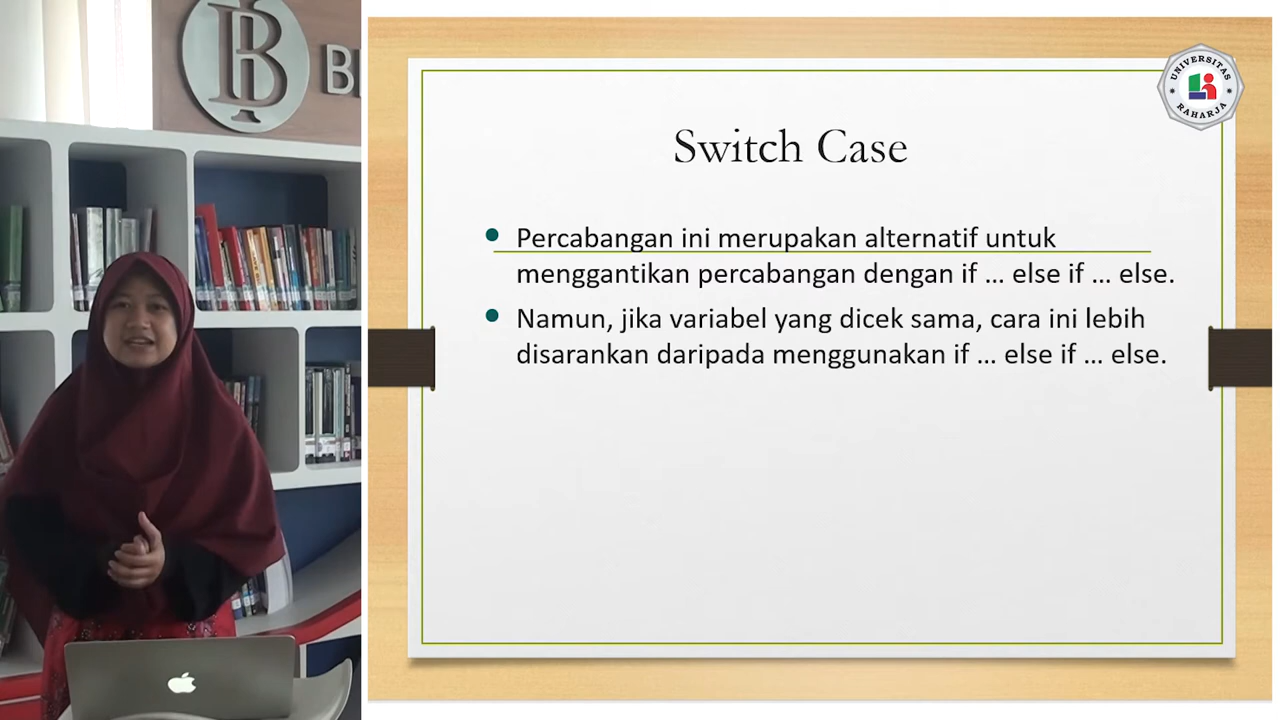 BI
UNIVERSITAS
RAHARJA
Switch Case
Percabangan ini merupakan alternatif untuk
menggantikan percabangan dengan if … else if … else.
Namun, jika variabel yang dicek sama, cara ini lebih
disarankan daripada menggunakan if … else if … else.